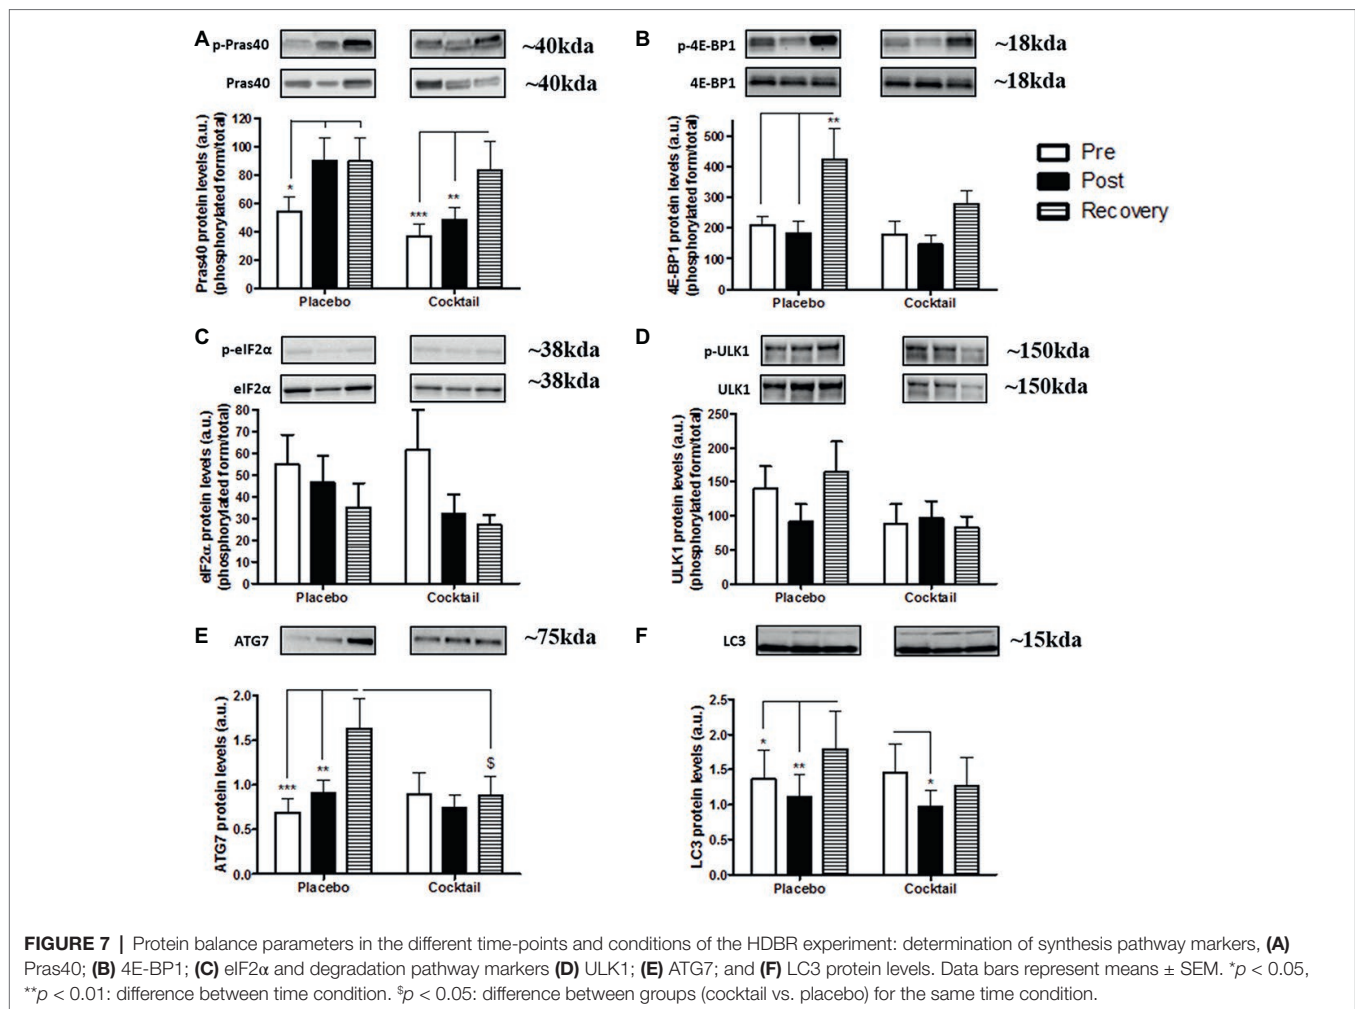 A
p-Pras40
~40kda
Pras40
~40kda
Pras40 protein levels (a.u.)
(phosphorylated form/total)
120
100
80
60
40
20
0
*
***
**
Placebo
Cocktail
B
p-4E-BP1
~18kda
4E-BP1
~18kda
4E-BP1 protein levels (a.u.)
(phosphorylated form/total)
500
400
300
200
100
0
**
Placebo
Cocktail
Pre
Post
Recovery
C
p-eIF2α
~38kda
eIF2α
~38kda
eIF2α protein levels (a.u.)
(phosphorylated form/total)
80
70
60
50
40
30
20
10
0
Placebo
Cocktail
D
p-ULK1
~150kda
ULK1
~150kda
ULK1 protein levels (a.u.)
(phosphorylated form/total)
250
200
150
100
50
0
Placebo
Cocktail
E
ATG7
~75kda
ATG7 protein levels (a.u.)
2.0
1.5
1.0
0.5
0.0
***
**
$
Placebo
Cocktail
F
LC3
~15kda
LC3 protein levels (a.u.)
2.5
2.0
1.5
1.0
0.5
0.0
*
**
*
Placebo
Cocktail
FIGURE 7 | Protein balance parameters in the different time-points and conditions of the HDBR experiment: determination of synthesis pathway markers, (A)
Pras40; (B) 4E-BP1; (C) eIF2α and degradation pathway markers (D) ULK1; (E) ATG7; and (F) LC3 protein levels. Data bars represent means ± SEM. *p < 0.05,
**p < 0.01: difference between time condition. $p < 0.05: difference between groups (cocktail vs. placebo) for the same time condition.